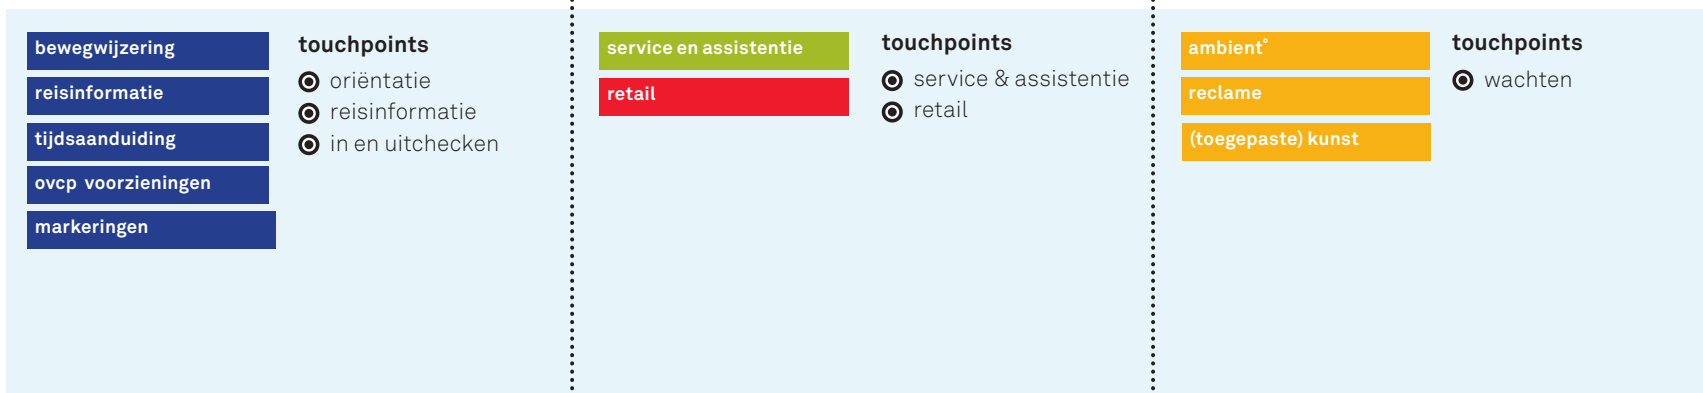 bewegwijzering
reisinformatie
tijdsaanduiding
ovcp voorzieningen
markeringen
touchpoints
oriëntatie
reisinformatie
in en uitchecken
service en assistentie
retail
touchpoints
service & assistentie
retail
ambient°
reclame
(toegepaste) kunst
touchpoints
wachten